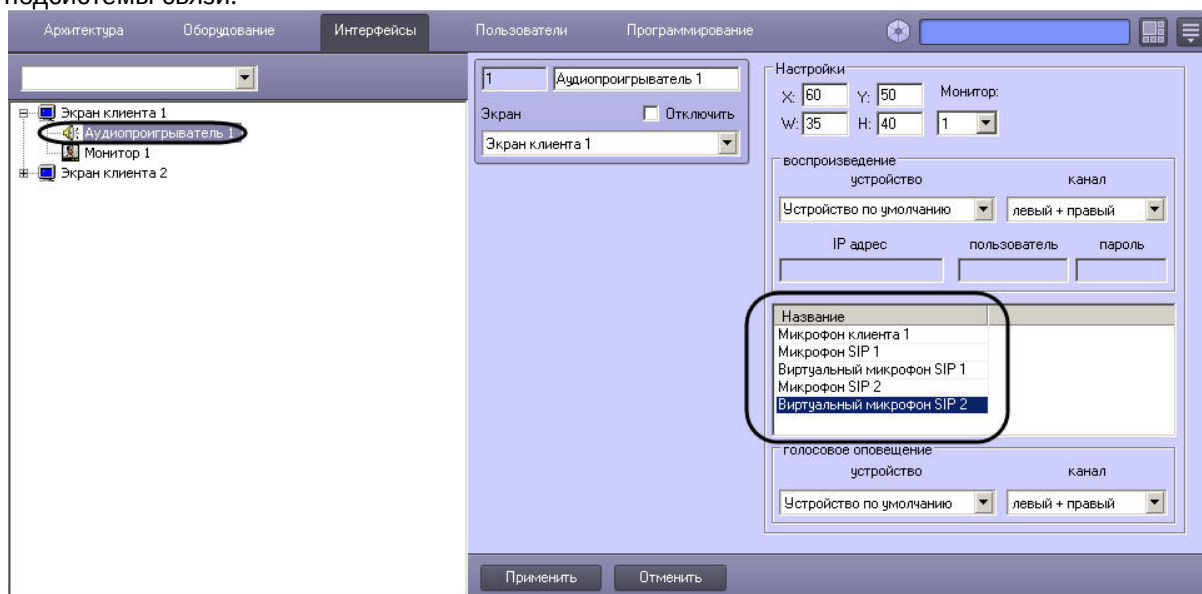 подсистемы связи.
Архитектура Оборудование Интерфейсы Пользователи Программирование
Экран клиента 1
Аудиопроигрыватель 1
Монитор 1
Экран клиента 2
1 Аудиопроигрыватель 1
Экран Отключить
Экран клиента 1
Настройки
X: 60 Y: 50 Монитор:
W: 35 H: 40 1
воспроизведение
устройство канал
Устройство по умолчанию левый + правый
IP адрес пользователь пароль
Название
Микрофон клиента 1
Микрофон SIP 1
Виртуальный микрофон SIP 1
Микрофон SIP 2
Виртуальный микрофон SIP 2
голосовое оповещение
устройство канал
Устройство по умолчанию левый + правый
Применить Отменить